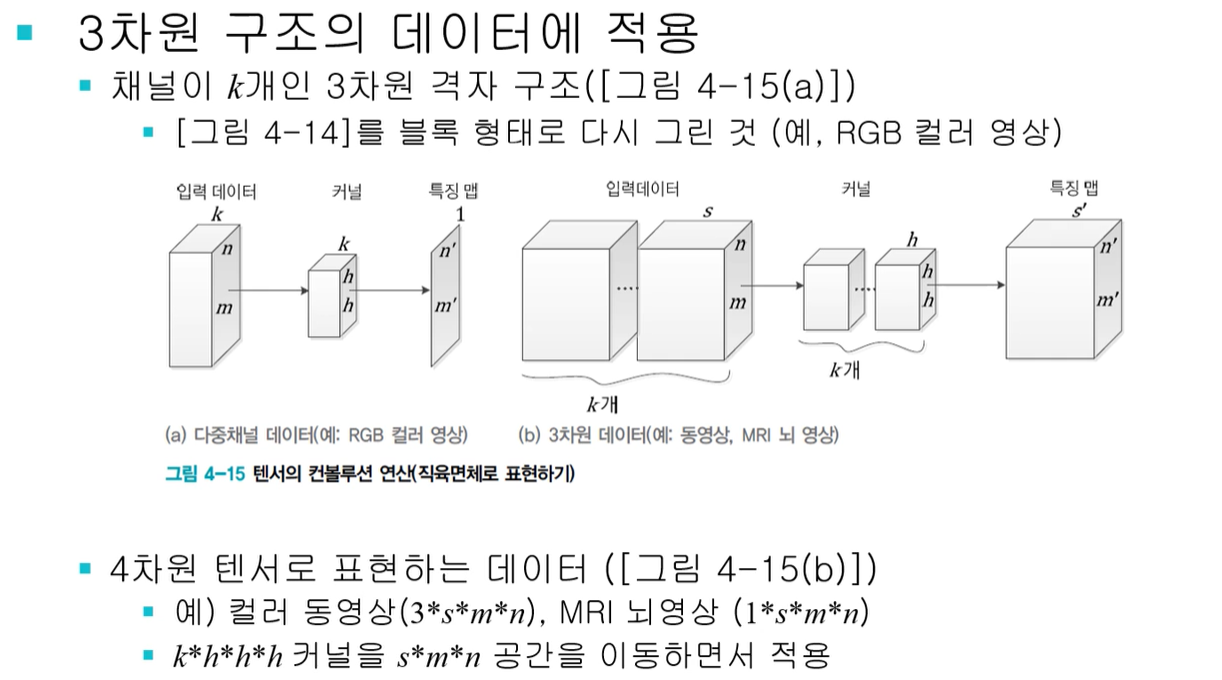 3차원 구조의 데이터에 적용
채널이 k개인 3차원 격자 구조([그림 4-15(a)])
[그림 4-14]를 블록 형태로 다시 그린 것 (예, RGB 컬러 영상)
입력 데이터 커널 특징 맵
k n m
k h h
1 n' m'
(a) 다중채널 데이터(예: RGB 컬러 영상)
입력데이터 커널 특징 맵
.... s n m
k개
.... h h h
k개
s' n' m'
(b) 3차원 데이터(예: 동영상, MRI 뇌 영상)
그림 4-15 텐서의 컨볼루션 연산(직육면체로 표현하기)
4차원 텐서로 표현하는 데이터 ([그림 4-15(b)])
예) 컬러 동영상(3*s*m*n), MRI 뇌영상 (1*s*m*n)
k*h*h*h 커널을 s*m*n 공간을 이동하면서 적용